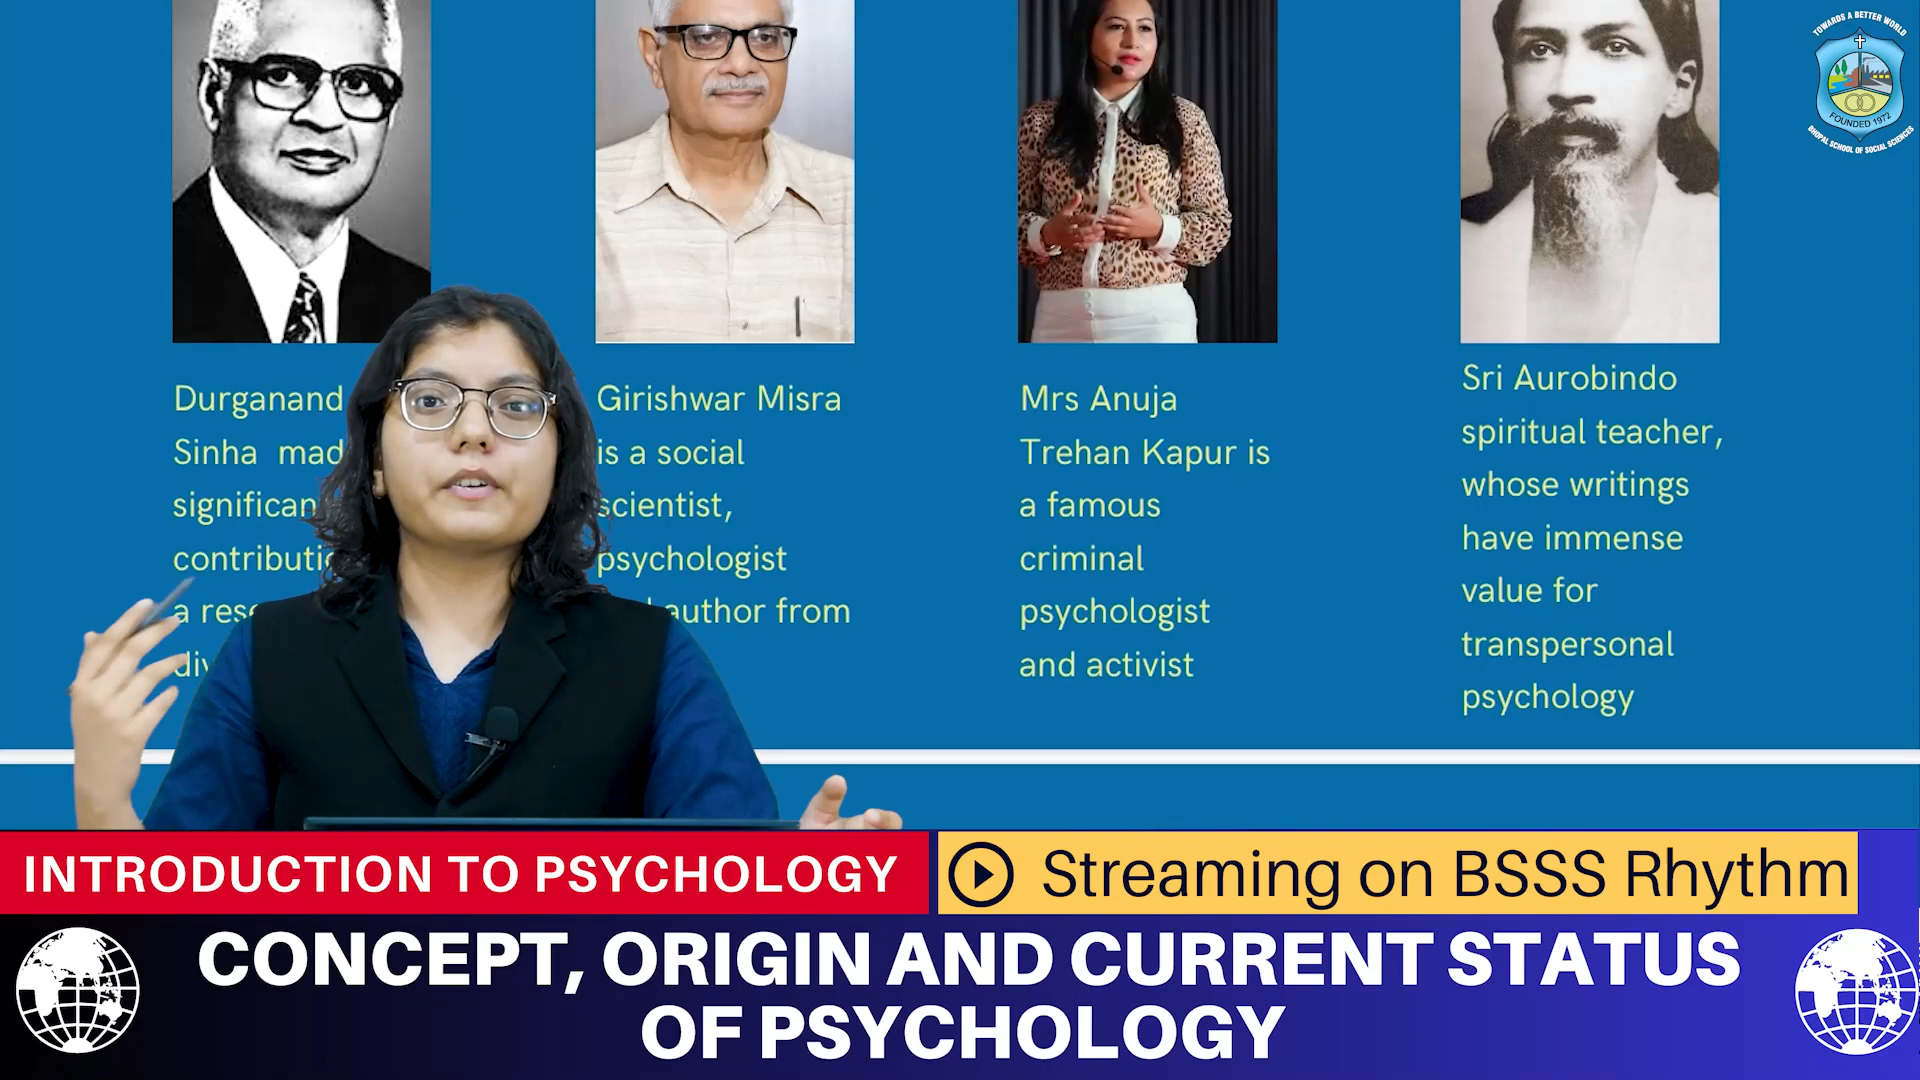 TOWARDS A BETTER WORLD
FOUNDED 1972
BHOPAL SCHOOL OF SOCIAL SCIENCES
Durganand
Sinha mad
significan
contributio
a rese
div
Girishwar Misra
is a social
scientist,
psychologist
author from
Mrs Anuja
Trehan Kapur is
a famous
criminal
psychologist
and activist
Sri Aurobindo
spiritual teacher,
whose writings
have immense
value for
transpersonal
psychology
INTRODUCTION TO PSYCHOLOGY
Streaming on BSSS Rhythm
CONCEPT, ORIGIN AND CURRENT STATUS
OF PSYCHOLOGY